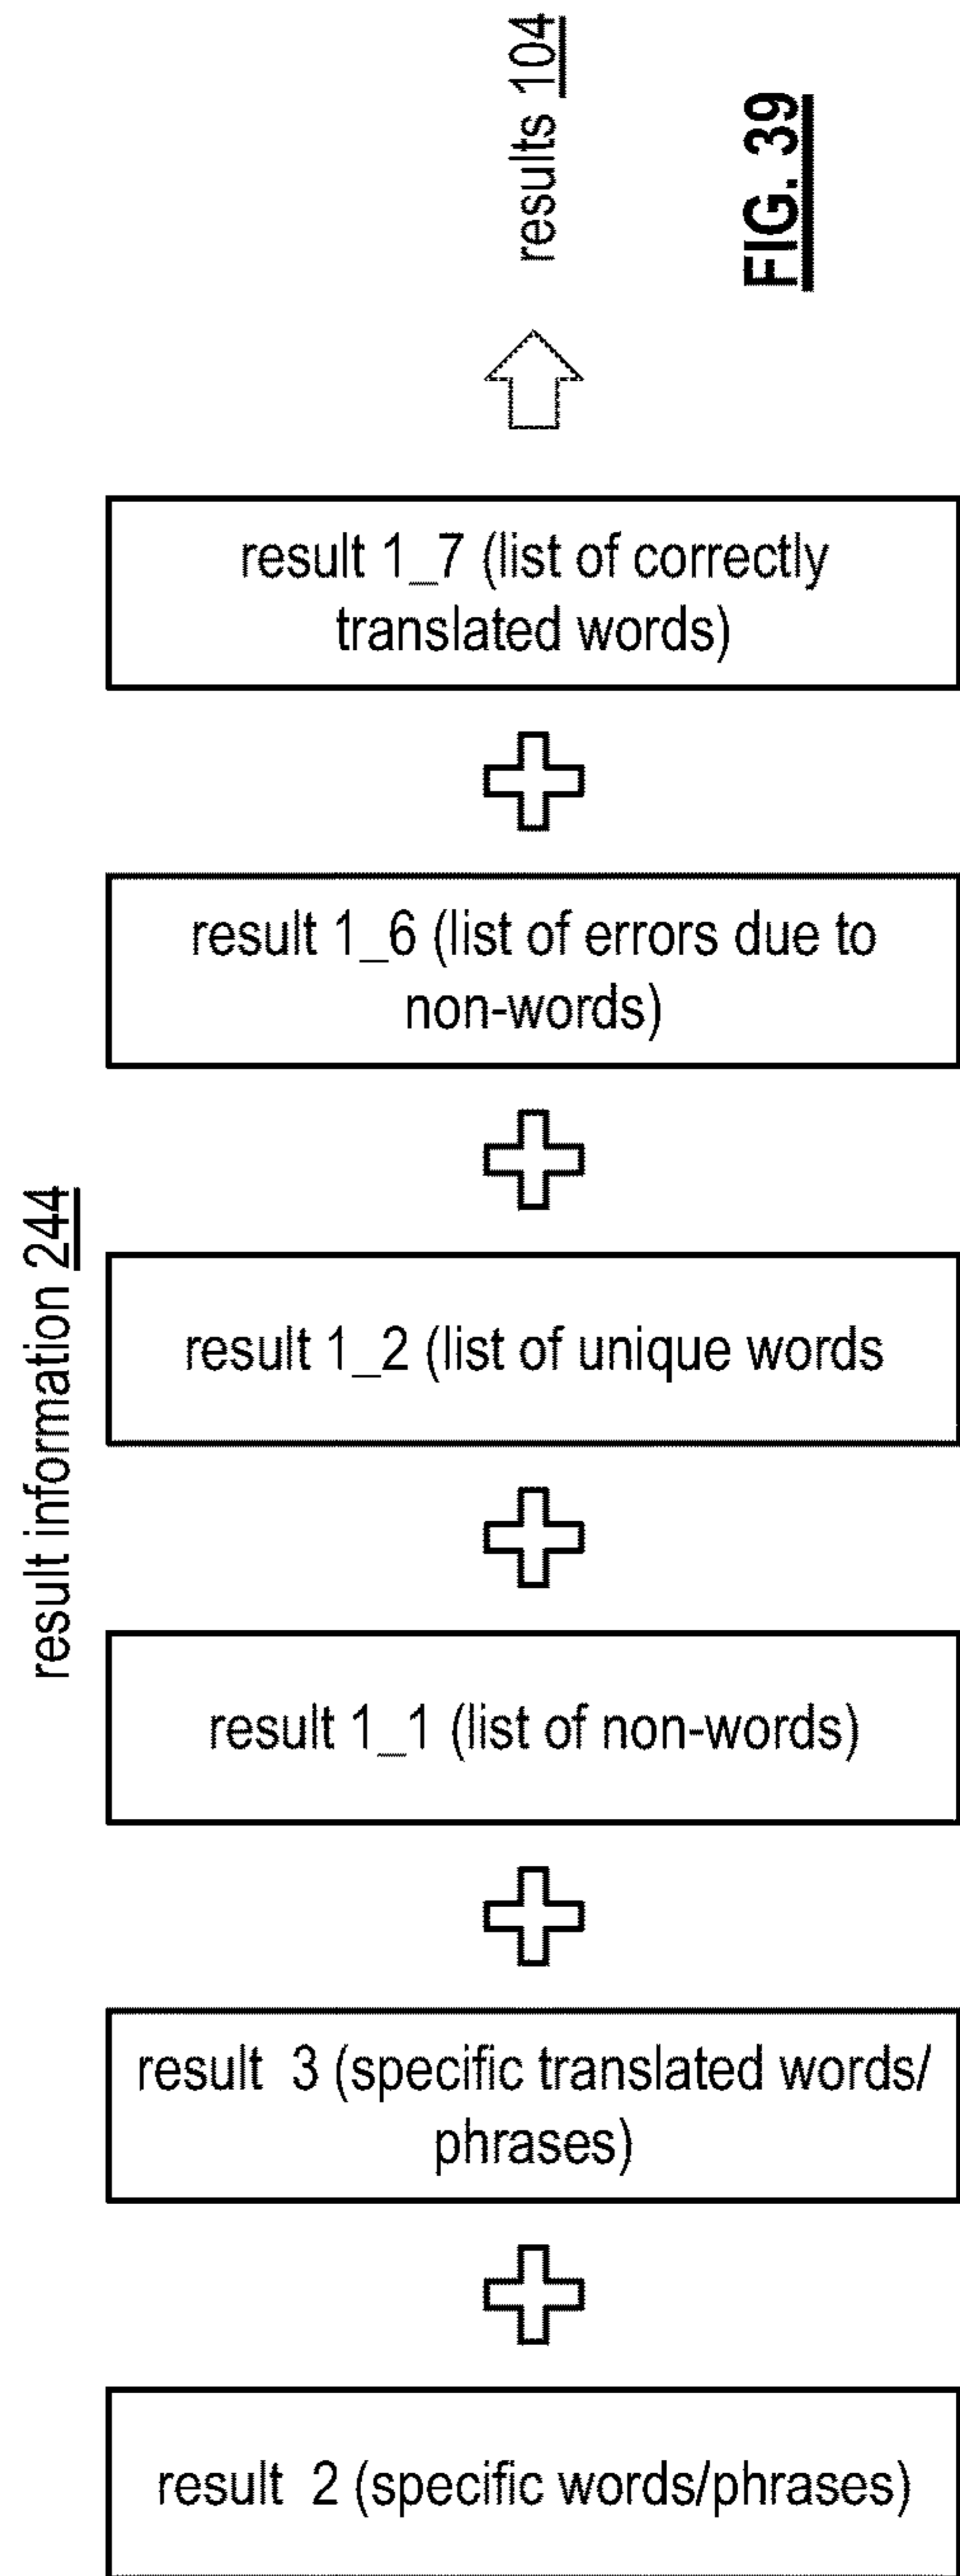 results 104
FIG. 39
result 1_7 (list of correctly
translated words)
result 1_6 (list of errors due to
non-words)
result information 244
result 1_2 (list of unique words
result 1_1 (list of non-words)
result 3 (specific translated words/
phrases)
result 2 (specific words/phrases)